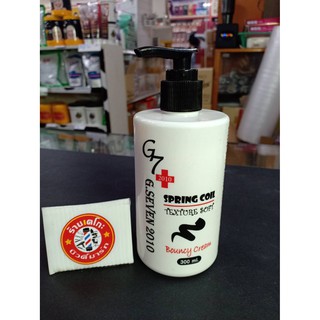 G7
2010
G.SEVEN 2010
SPRING COIL
TEXTURE SOFT
Bouncy Cream
300 ml.